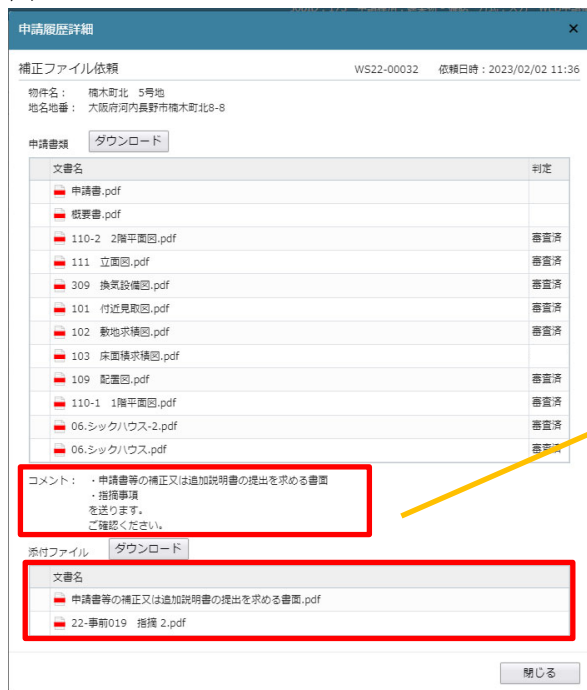 申請履歴詳細 ×
補正ファイル依頼 WS22-00032 依頼日時：2023/02/02 11:36
物件名： 楠木町北 5号地
地名地番： 大阪府河内長野市楠木町北8-8
申請書類 ダウンロード
文書名 判定
申請書.pdf
概要書.pdf
110-2 2階平面図.pdf 審査済
111 立面図.pdf 審査済
309 換気設備図.pdf 審査済
101 付近見取図.pdf 審査済
102 敷地求積図.pdf 審査済
103 床面積求積図.pdf
109 配置図.pdf 審査済
110-1 1階平面図.pdf 審査済
06.シックハウス-2.pdf 審査済
06.シックハウス.pdf 審査済
コメント： ・申請書等の補正又は追加説明書の提出を求める書面
・指摘事項
を送ります。
ご確認ください。
添付ファイル ダウンロード
文書名
申請書等の補正又は追加説明書の提出を求める書面.pdf
22-事前019 指摘 2.pdf
閉じる